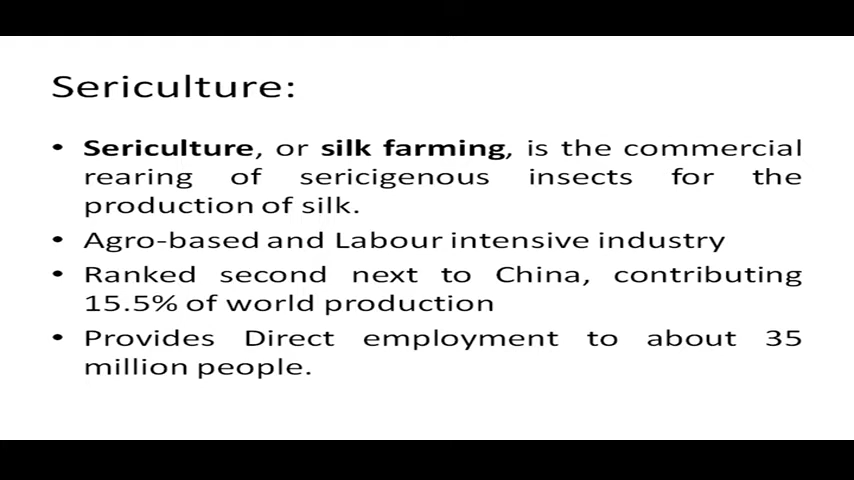 Sericulture:
• Sericulture, or silk farming, is the commercial
rearing of sericigenous insects for the
production of silk.
• Agro-based and Labour intensive industry
• Ranked second next to China, contributing
15.5% of world production
• Provides Direct employment to about 35
million people.